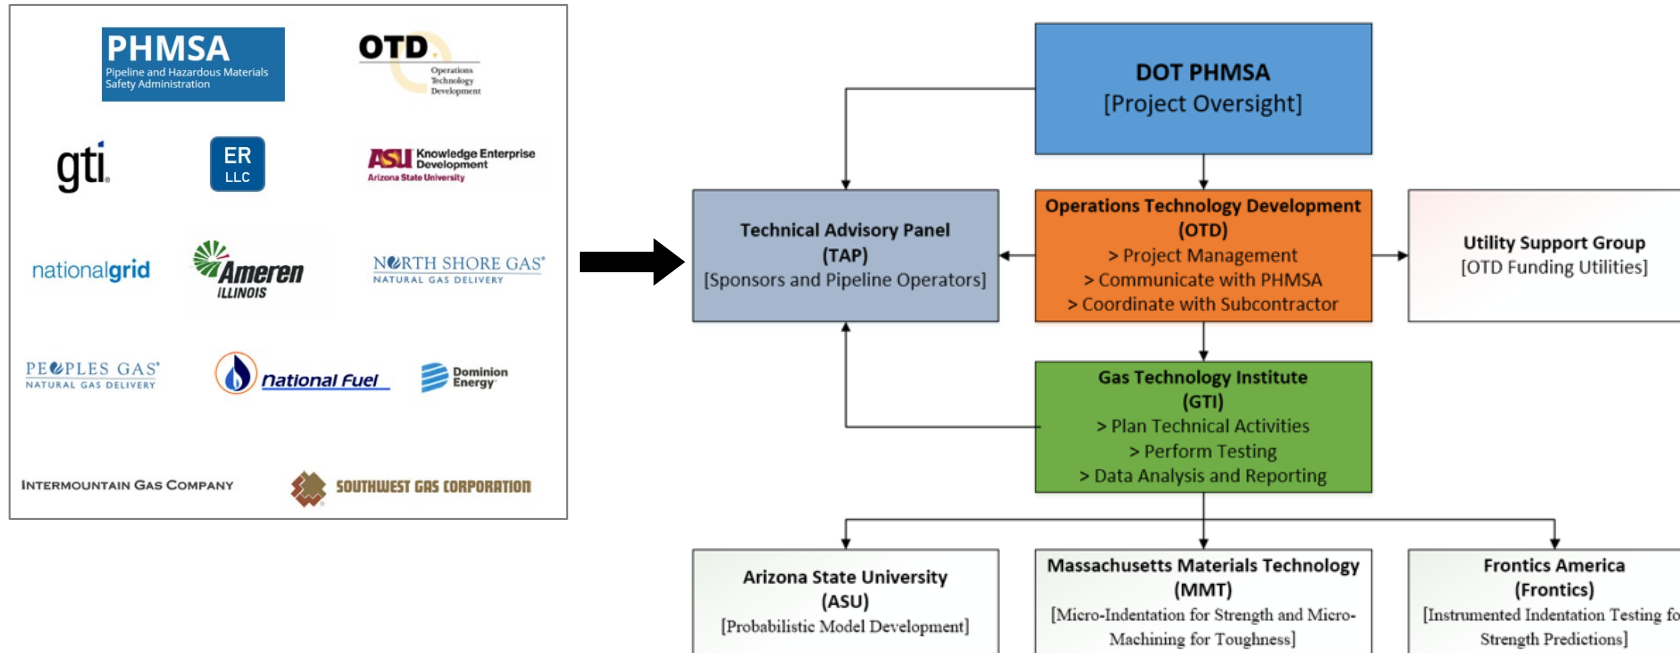 PHMSA
Pipeline and Hazardous Materials
Safety Administration
OTD
Operations
Technology
Development
gti
ER
LLC
ASU Knowledge Enterprise
Development
Arizona State University
nationalgrid
Ameren
ILLINOIS
NORTH SHORE GAS®
NATURAL GAS DELIVERY
PEOPLES GAS®
NATURAL GAS DELIVERY
National Fuel
Dominion
Energy
INTERMOUNTAIN GAS COMPANY
SOUTHWEST GAS CORPORATION
DOT PHMSA
[Project Oversight]
Technical Advisory Panel
(TAP)
[Sponsors and Pipeline Operators]
Operations Technology Development
(OTD)
> Project Management
> Communicate with PHMSA
> Coordinate with Subcontractor
Utility Support Group
[OTD Funding Utilities]
Gas Technology Institute
(GTI)
> Plan Technical Activities
> Perform Testing
> Data Analysis and Reporting
Arizona State University
(ASU)
[Probabilistic Model Development]
Massachusetts Materials Technology
(MMT)
[Micro-Indentation for Strength and Micro-
Machining for Toughness]
Frontics America
(Frontics)
[Instrumented Indentation Testing fo
Strength Predictions]